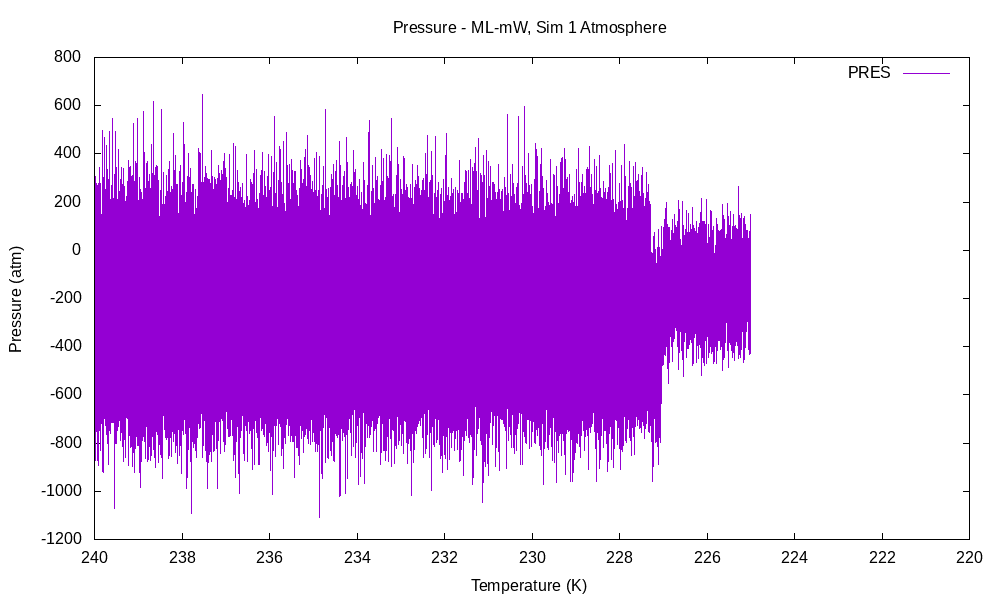 Pressure - ML-mW, Sim 1 Atmosphere
PRES
800
600
400
200
0
-200
-400
-600
-800
-1000
-1200
Pressure (atm)
240 238 236 234 232 230 228 226 224 222 220
Temperature (K)